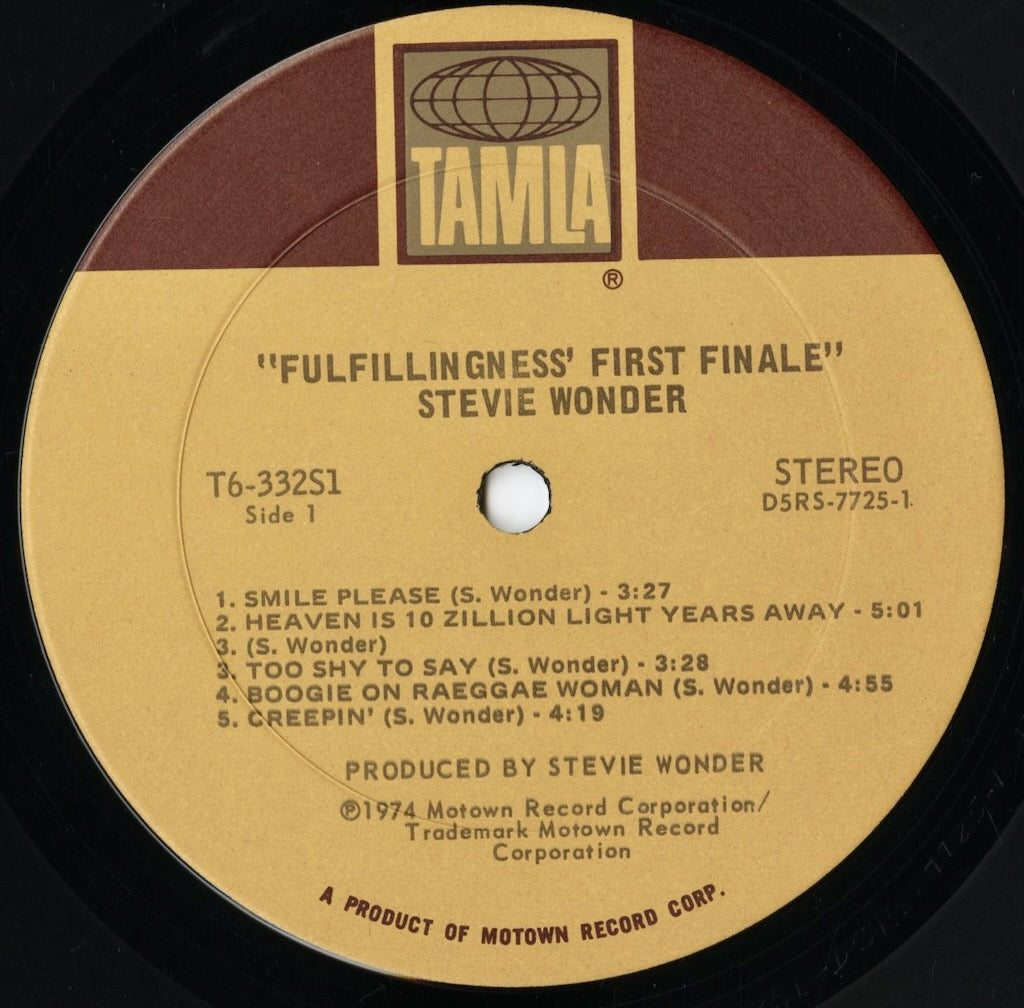 TAMLA
®
"FULFILLINGNESS' FIRST FINALE"
STEVIE WONDER
T6-332S1
Side 1
STEREO
D5RS-7725-1
1. SMILE PLEASE (S. Wonder) - 3:27
2. HEAVEN IS 10 ZILLION LIGHT YEARS AWAY - 5:01
3. (S. Wonder)
3. TOO SHY TO SAY (S. Wonder) - 3:28
4. BOOGIE ON RAEGGAE WOMAN (S. Wonder) - 4:55
5. CREEPIN' (S. Wonder) - 4:19
PRODUCED BY STEVIE WONDER
℗1974 Motown Record Corporation/
Trademark Motown Record
Corporation
A PRODUCT OF MOTOWN RECORD CORP.